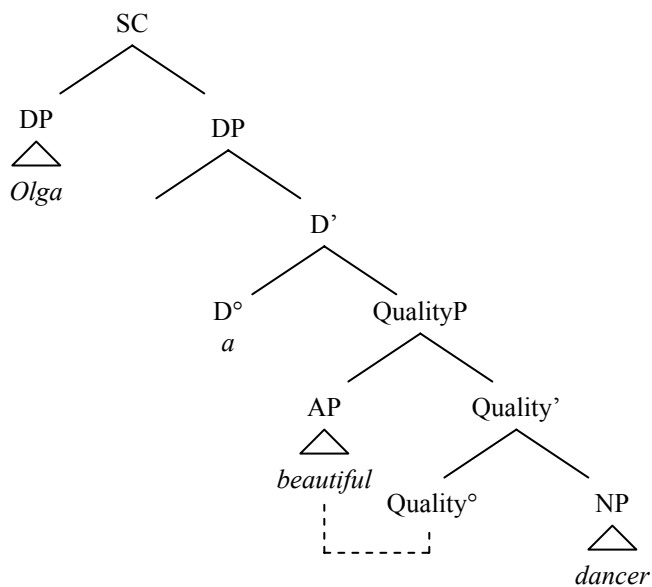 SC
DP DP
Olga
D’
D° QualityP
a
AP Quality’
beautiful
Quality° NP
dancer